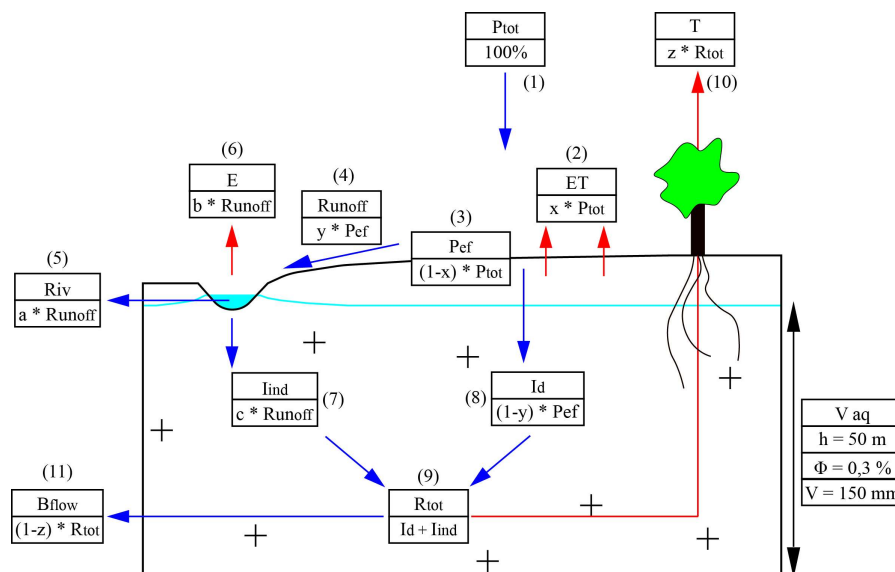 Ptot
100%
(1)
T
z * Rtot
(10)
(6)
E
b * Runoff
(4)
Runoff
y * Pef
(2)
ET
x * Ptot
(3)
Pef
(1-x) * Ptot
(5)
Riv
a * Runoff
Iind
c * Runoff
(7)
(8)
Id
(1-y) * Pef
V aq
h = 50 m
Φ = 0,3 %
V = 150 mm
(11)
Bflow
(1-z) * Rtot
(9)
Rtot
Id + Iind